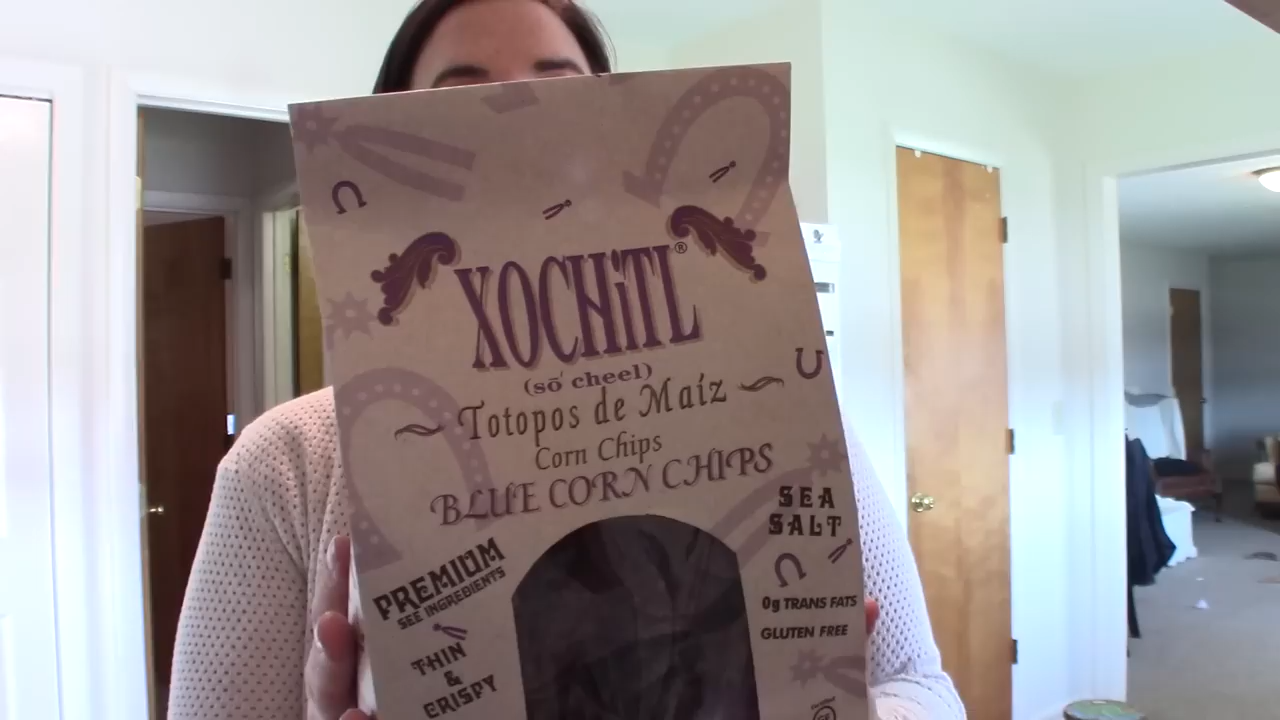 XOCHiTL®
(sō′ cheel)
Totopos de Maíz
Corn Chips
BLUE CORN CHIPS
SEA
SALT
PREMIUM
SEE INGREDIENTS
THIN
&
CRISPY
0g TRANS FATS
GLUTEN FREE